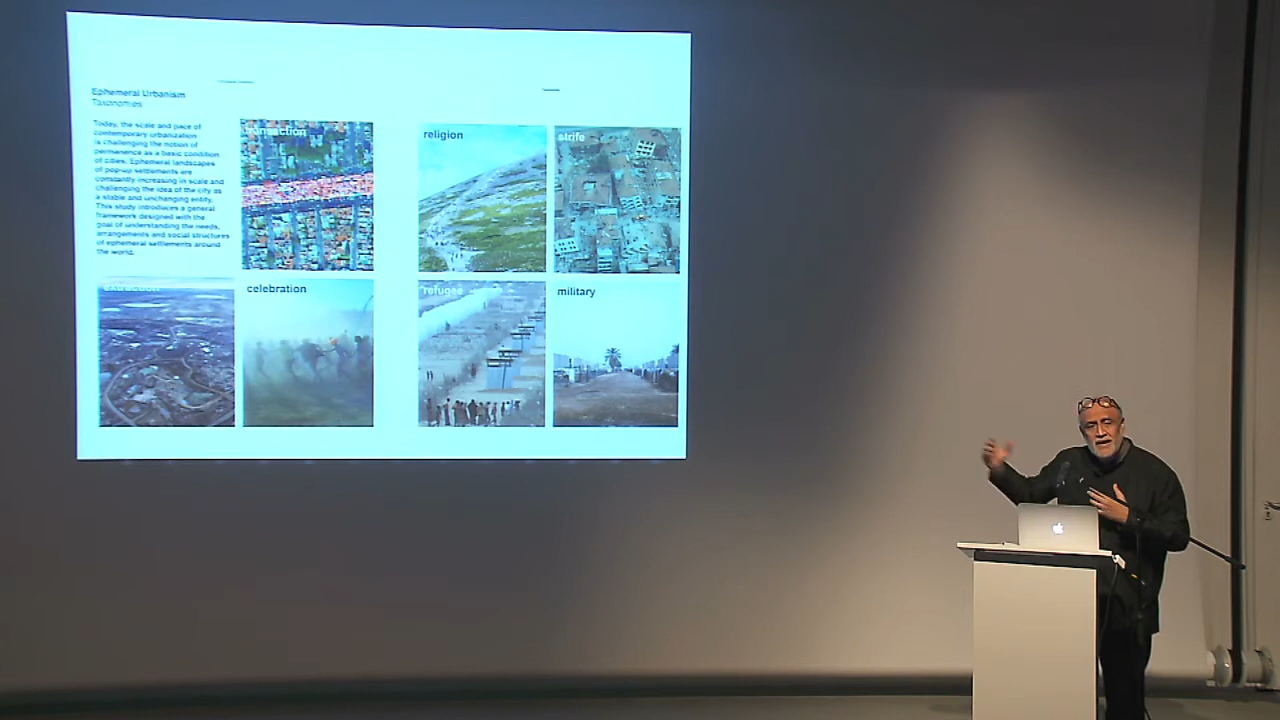 Ephemeral Urbanism
Taxonomies
Today, the scale and pace of
contemporary urbanization
is challenging the notion of
permanence as a basic condition
of cities. Ephemeral landscapes
of pop-up settlements are
constantly increasing in scale and
challenging the idea of the city as
a stable and unchanging entity.
This study introduces a general
framework designed with the
goal of understanding the needs,
arrangements and social structures
of ephemeral settlements around
the world.
transaction
religion
strife
extraction
celebration
refugee
military